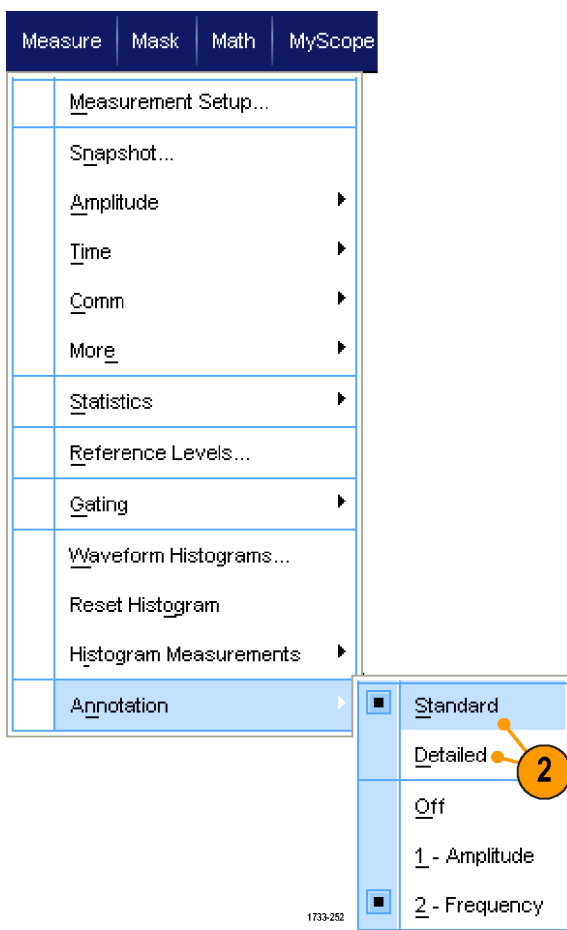 Measure Mask Math MyScope
Measurement Setup...
Snapshot...
Amplitude
Time
Comm
More
Statistics
Reference Levels...
Gating
Waveform Histograms...
Reset Histogram
Histogram Measurements
Annotation
Standard
Detailed
2
Off
1 - Amplitude
2 - Frequency
1733-252